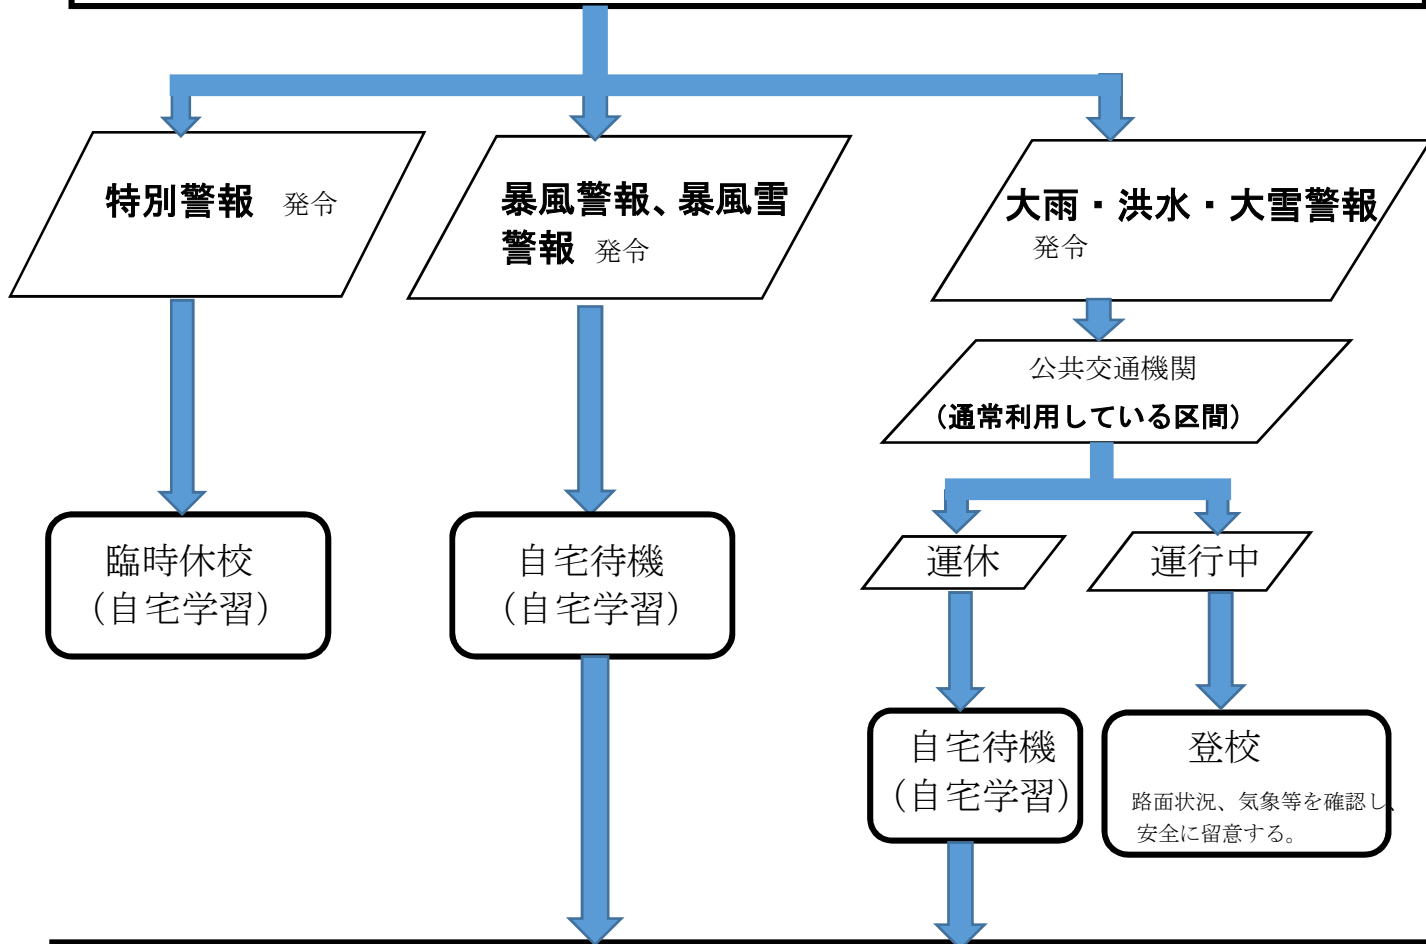 特別警報 発令
暴風警報、暴風雪
警報 発令
大雨・洪水・大雪警報
発令
公共交通機関
（通常利用している区間）
運休
運行中
臨時休校
（自宅学習）
自宅待機
（自宅学習）
自宅待機
（自宅学習）
登校
路面状況、気象等を確認し、
安全に留意する。